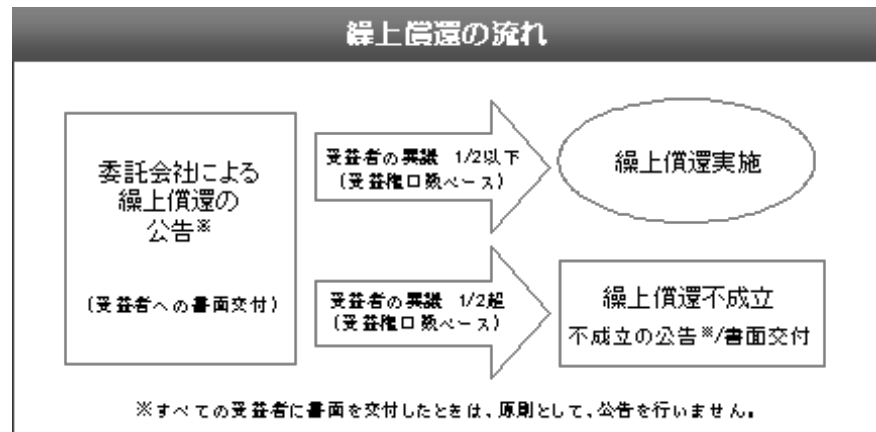 繰上償還の流れ
委託会社による
繰上償還の
公告※
(受益者への書面交付)
受益者の異議 1/2以下
(受益権口数ベース)
繰上償還実施
受益者の異議 1/2超
(受益権口数ベース)
繰上償還不成立
不成立の公告※/書面交付
※すべての受益者に書面を交付したときは、原則として、公告を行いません。